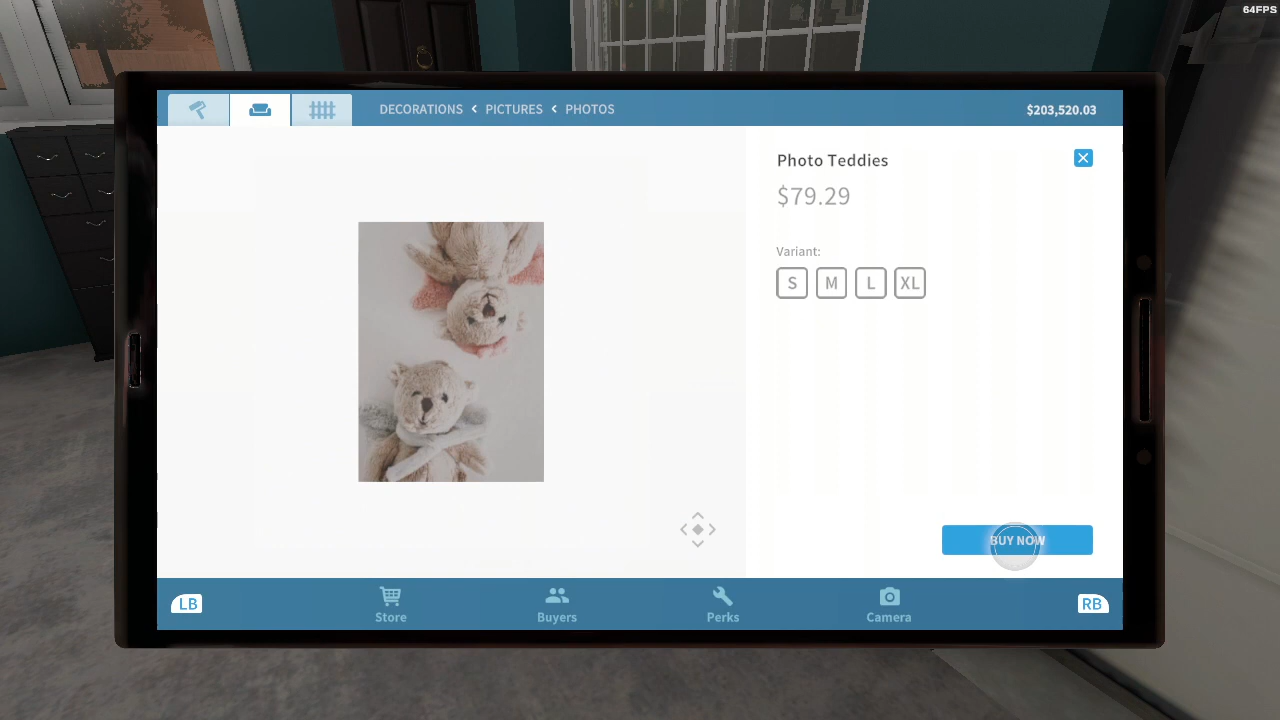 64FPS
DECORATIONS < PICTURES < PHOTOS
$203,520.03
Photo Teddies
$79.29
Variant:
S M L XL
BUY NOW
LB Store Buyers Perks Camera RB